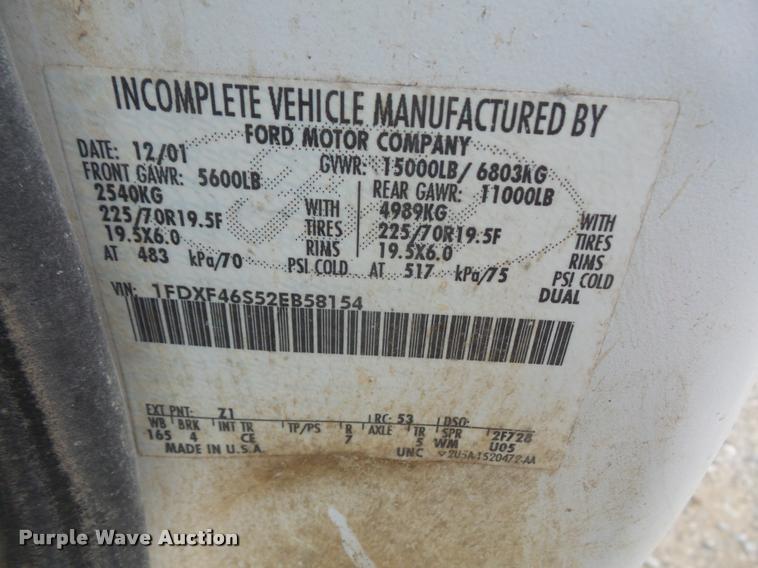 INCOMPLETE VEHICLE MANUFACTURED BY
FORD MOTOR COMPANY
DATE: 12/01 GVWR: 15000LB/ 6803KG
FRONT GAWR: 5600LB REAR GAWR: 11000LB
2540KG WITH 4989KG WITH
225/70R19.5F TIRES 225/70R19.5F TIRES
19.5X6.0 RIMS 19.5X6.0 RIMS
AT 483 kPa/70 PSI COLD AT 517 kPa/75 PSI COLD
DUAL
VIN: 1FDXF46S52EB58154
EXT PNT: Z1 RC: 53 DSO:
WB BRK INT TR TP/PS R AXLE TR SPR 2F728
165 4 CE 7 5 WM U05
MADE IN U.S.A. UNC
Purple Wave Auction